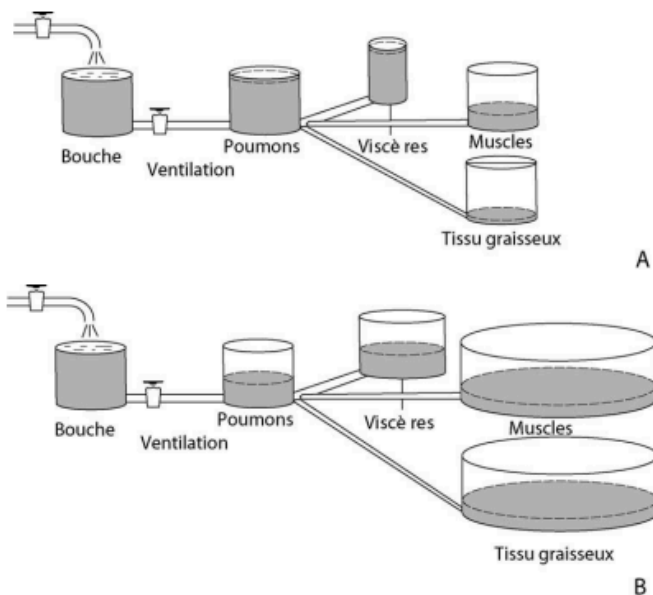 Bouche
Ventilation
Poumons
Viscè res
Muscles
Tissu graisseux
A
Bouche
Ventilation
Poumons
Viscè res
Muscles
Tissu graisseux
B